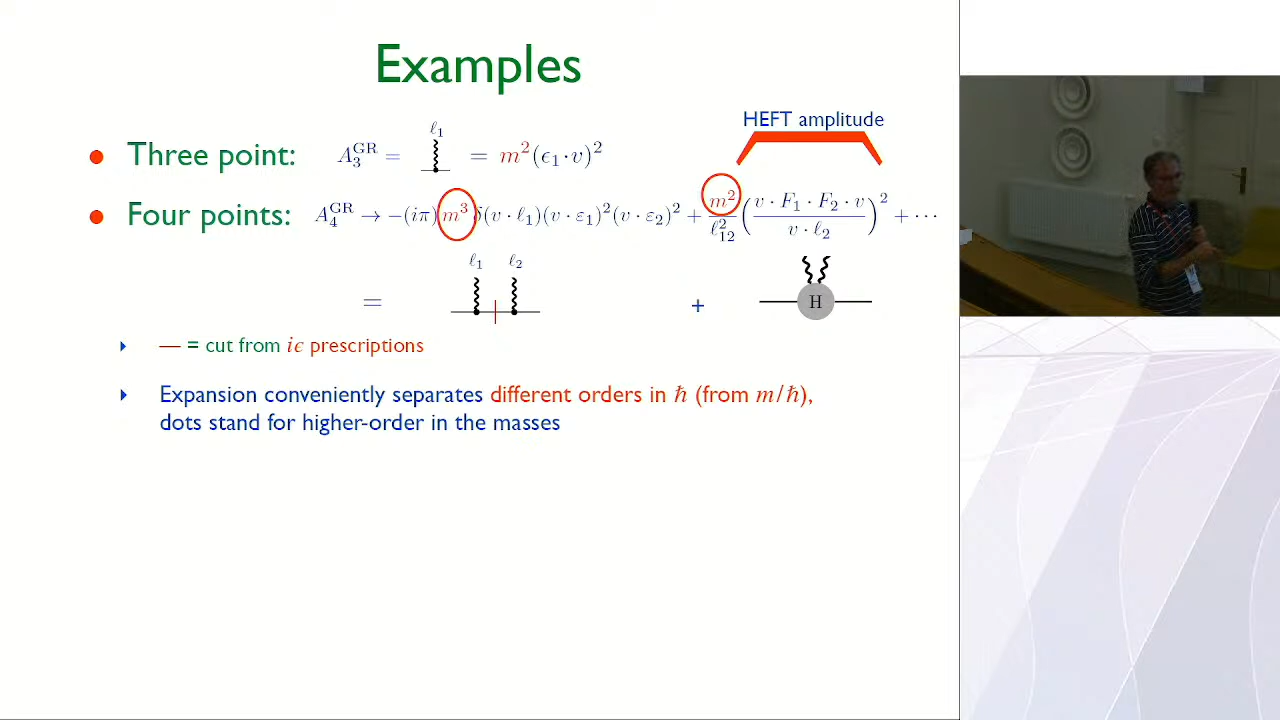 Examples
HEFT amplitude
• Three point: A₃^GR = ℓ₁ = m²(ϵ₁·v)²
• Four points: A₄^GR → −(iπ) m³ δ(v · ℓ₁)(v · ε₁)²(v · ε₂)² + m²/ℓ₁₂² (v · F₁ · F₂ · v / v · ℓ₂)² + ⋯
= ℓ₁ ℓ₂ + H
— = cut from iϵ prescriptions
Expansion conveniently separates different orders in ħ (from m/ħ),
dots stand for higher-order in the masses